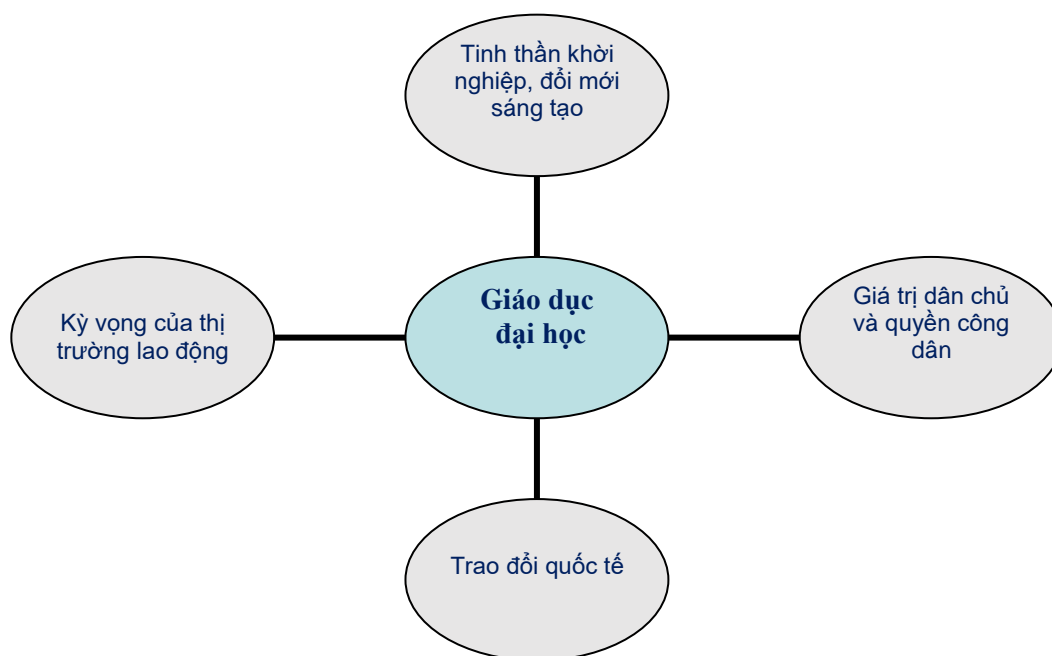 Tinh thần khời
nghiệp, đổi mới
sáng tạo
Kỳ vọng của thị
trường lao động
Giáo dục
đại học
Giá trị dân chủ
và quyền công
dân
Trao đổi quốc tế